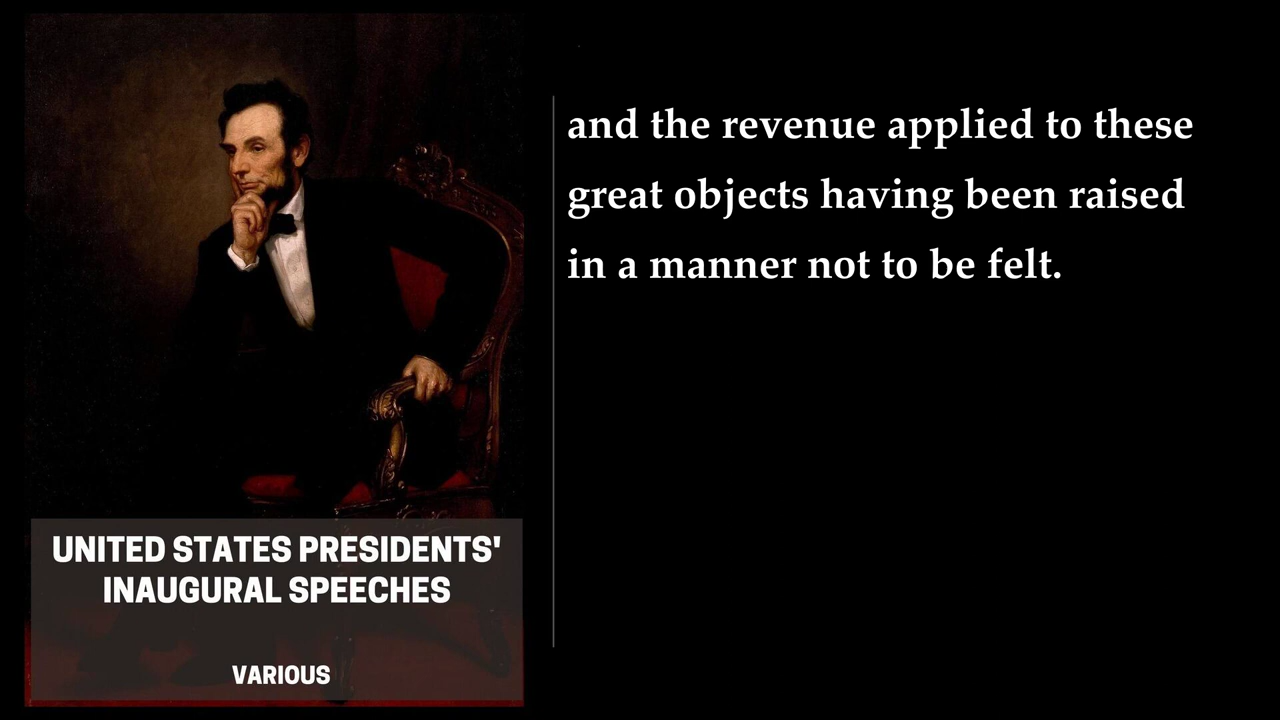 and the revenue applied to these
great objects having been raised
in a manner not to be felt.
UNITED STATES PRESIDENTS'
INAUGURAL SPEECHES
VARIOUS